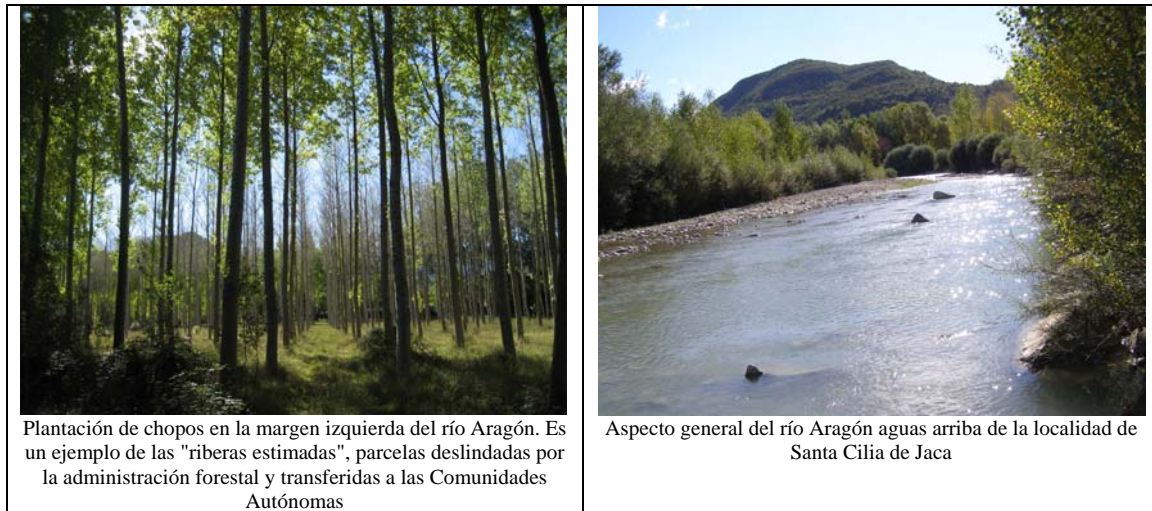 Plantación de chopos en la margen izquierda del río Aragón. Es
un ejemplo de las "riberas estimadas", parcelas deslindadas por
la administración forestal y transferidas a las Comunidades
Autónomas
Aspecto general del río Aragón aguas arriba de la localidad de
Santa Cilia de Jaca